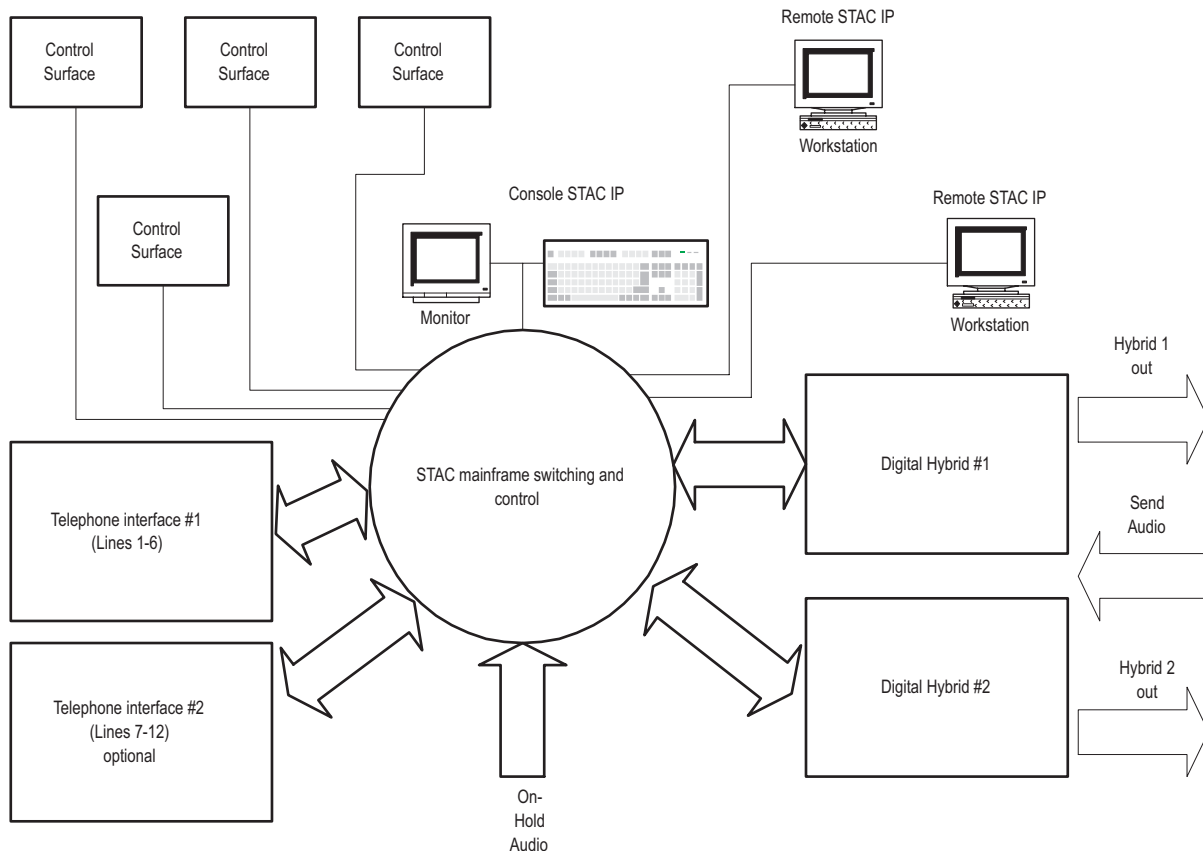 Remote STAC IP
Control
Surface
Control
Surface
Control
Surface
Workstation
Console STAC IP
Remote STAC IP
Control
Surface
Monitor
Workstation
Hybrid 1
out
STAC mainframe switching and
control
Digital Hybrid #1
Telephone interface #1
(Lines 1-6)
Send
Audio
Telephone interface #2
(Lines 7-12)
optional
Digital Hybrid #2
Hybrid 2
out
On-
Hold
Audio